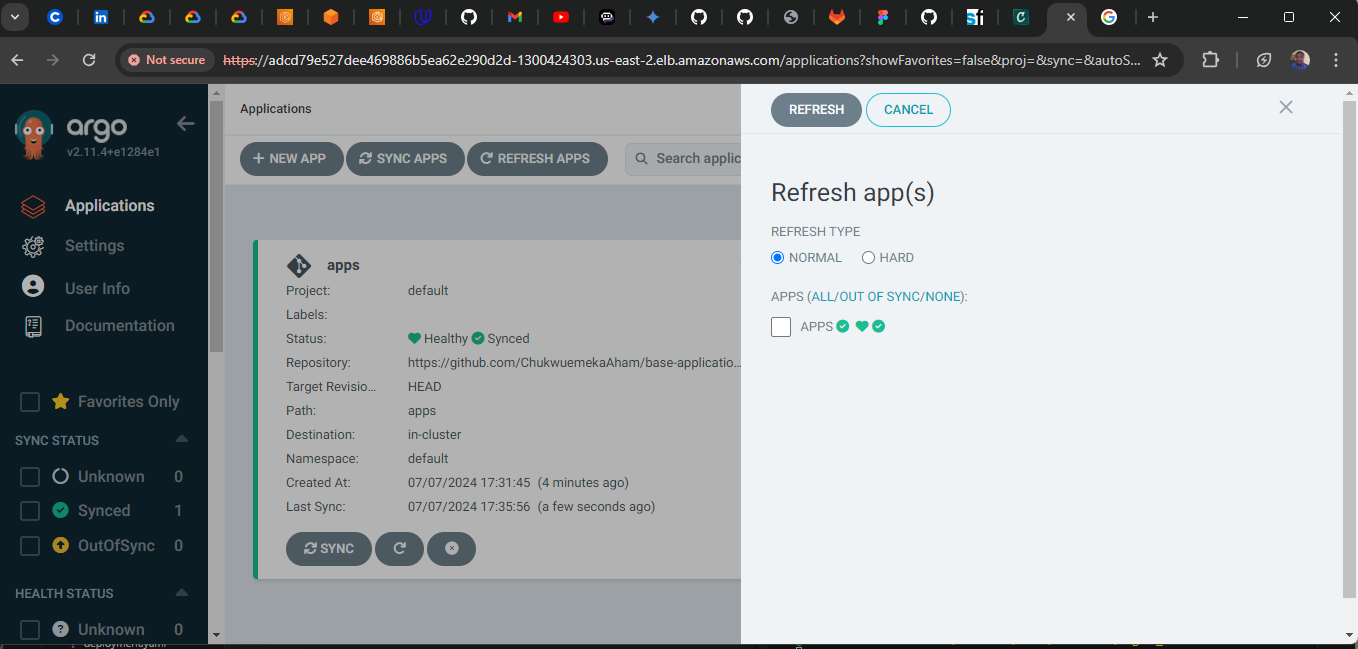 Not secure
https://adcd79e527dee469886b5ea62e290d2d-1300424303.us-east-2.elb.amazonaws.com/applications?showFavorites=false&proj=&sync=&autoS...
argo
v2.11.4+e1284e1
Applications
Settings
User Info
Documentation
Favorites Only
SYNC STATUS
Unknown 0
Synced 1
OutOfSync 0
HEALTH STATUS
Unknown 0
Applications
+ NEW APP SYNC APPS REFRESH APPS Search applic
apps
Project: default
Labels:
Status: Healthy Synced
Repository: https://github.com/ChukwuemekaAham/base-applicatio...
Target Revisio... HEAD
Path: apps
Destination: in-cluster
Namespace: default
Created At: 07/07/2024 17:31:45 (4 minutes ago)
Last Sync: 07/07/2024 17:35:56 (a few seconds ago)
SYNC
REFRESH CANCEL
Refresh app(s)
REFRESH TYPE
NORMAL HARD
APPS (ALL/OUT OF SYNC/NONE):
APPS